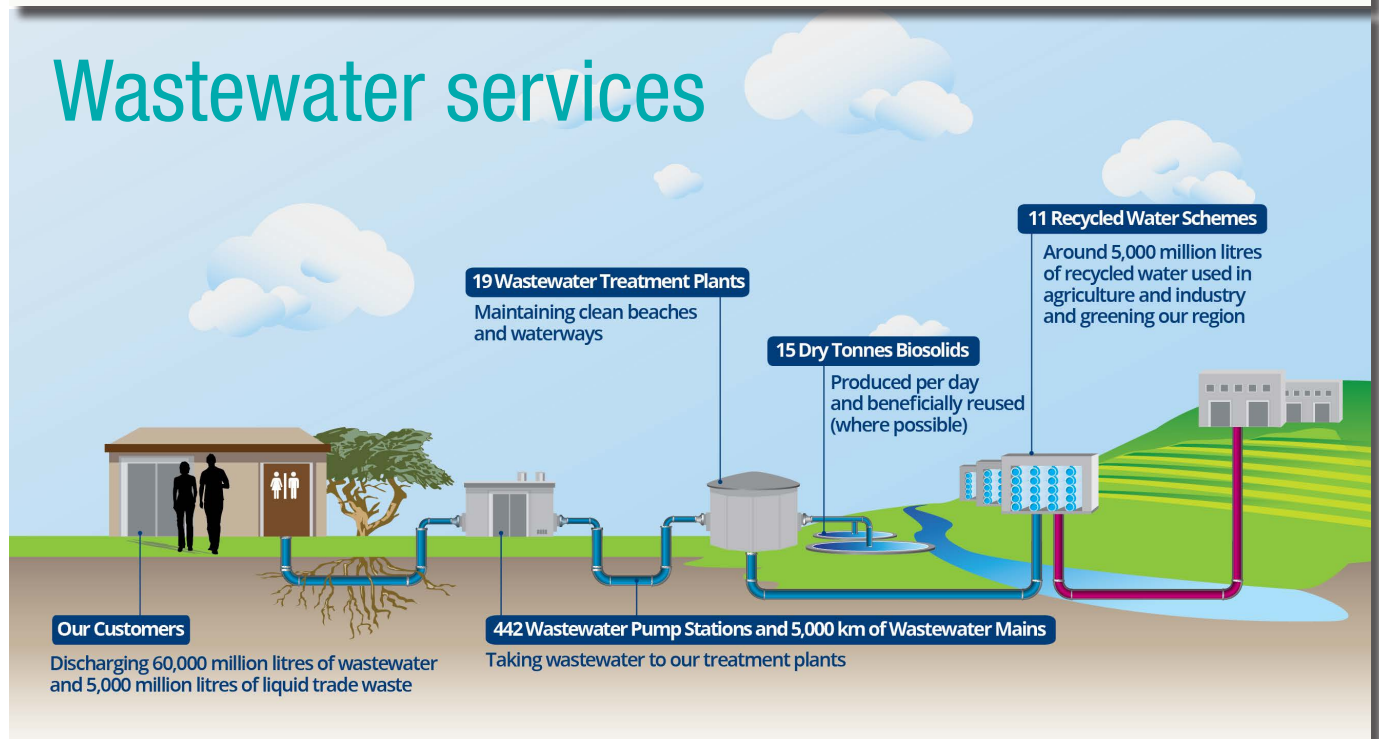 Wastewater services
11 Recycled Water Schemes
Around 5,000 million litres
of recycled water used in
agriculture and industry
and greening our region
19 Wastewater Treatment Plants
Maintaining clean beaches
and waterways
15 Dry Tonnes Biosolids
Produced per day
and beneficially reused
(where possible)
Our Customers
Discharging 60,000 million litres of wastewater
and 5,000 million litres of liquid trade waste
442 Wastewater Pump Stations and 5,000 km of Wastewater Mains
Taking wastewater to our treatment plants